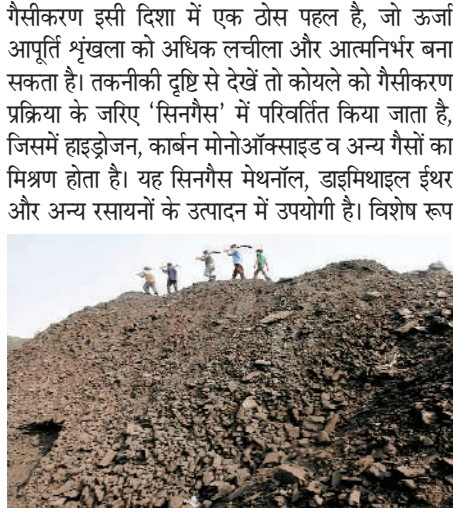 गैसीकरण इसी दिशा में एक ठोस पहल है, जो ऊर्जा
आपूर्ति शृंखला को अधिक लचीला और आत्मनिर्भर बना
सकता है। तकनीकी दृष्टि से देखें तो कोयले को गैसीकरण
प्रक्रिया के जरिए ‘सिनगैस’ में परिवर्तित किया जाता है,
जिसमें हाइड्रोजन, कार्बन मोनोऑक्साइड व अन्य गैसों का
मिश्रण होता है। यह सिनगैस मेथनॉल, डाइमिथाइल ईथर
और अन्य रसायनों के उत्पादन में उपयोगी है। विशेष रूप